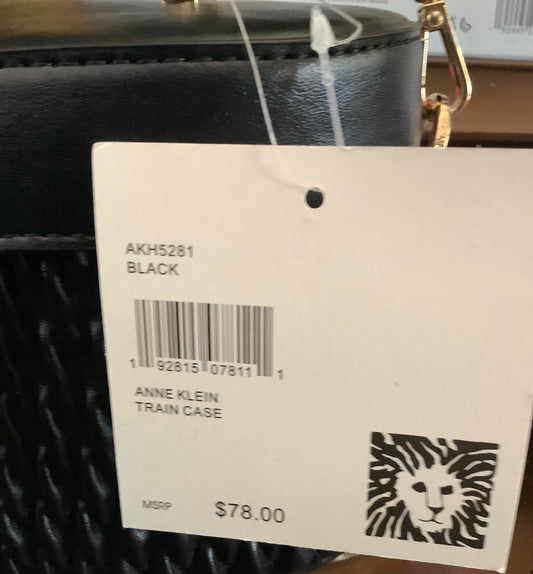 AKH5281
BLACK
1 92815 07811 1
ANNE KLEIN
TRAIN CASE
MSRP $78.00